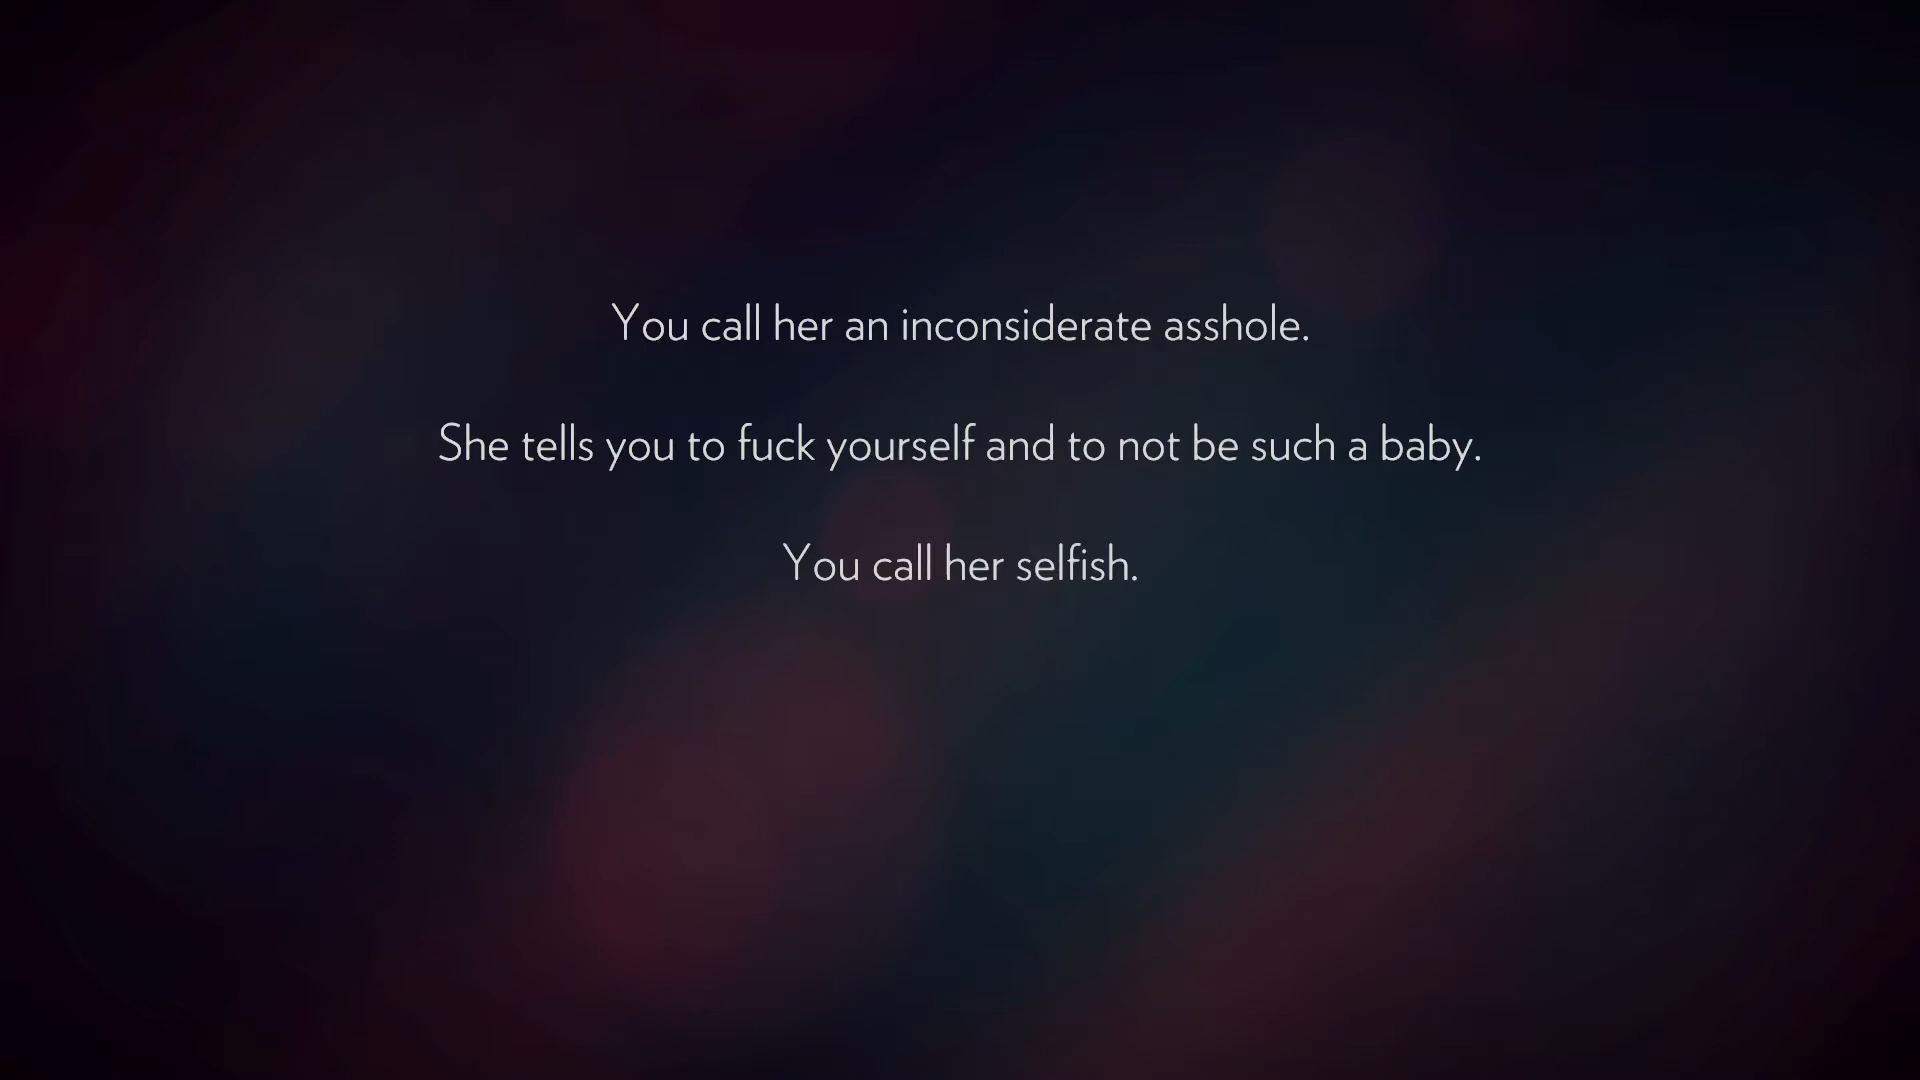 You call her an inconsiderate asshole.
She tells you to fuck yourself and to not be such a baby.
You call her selfish.